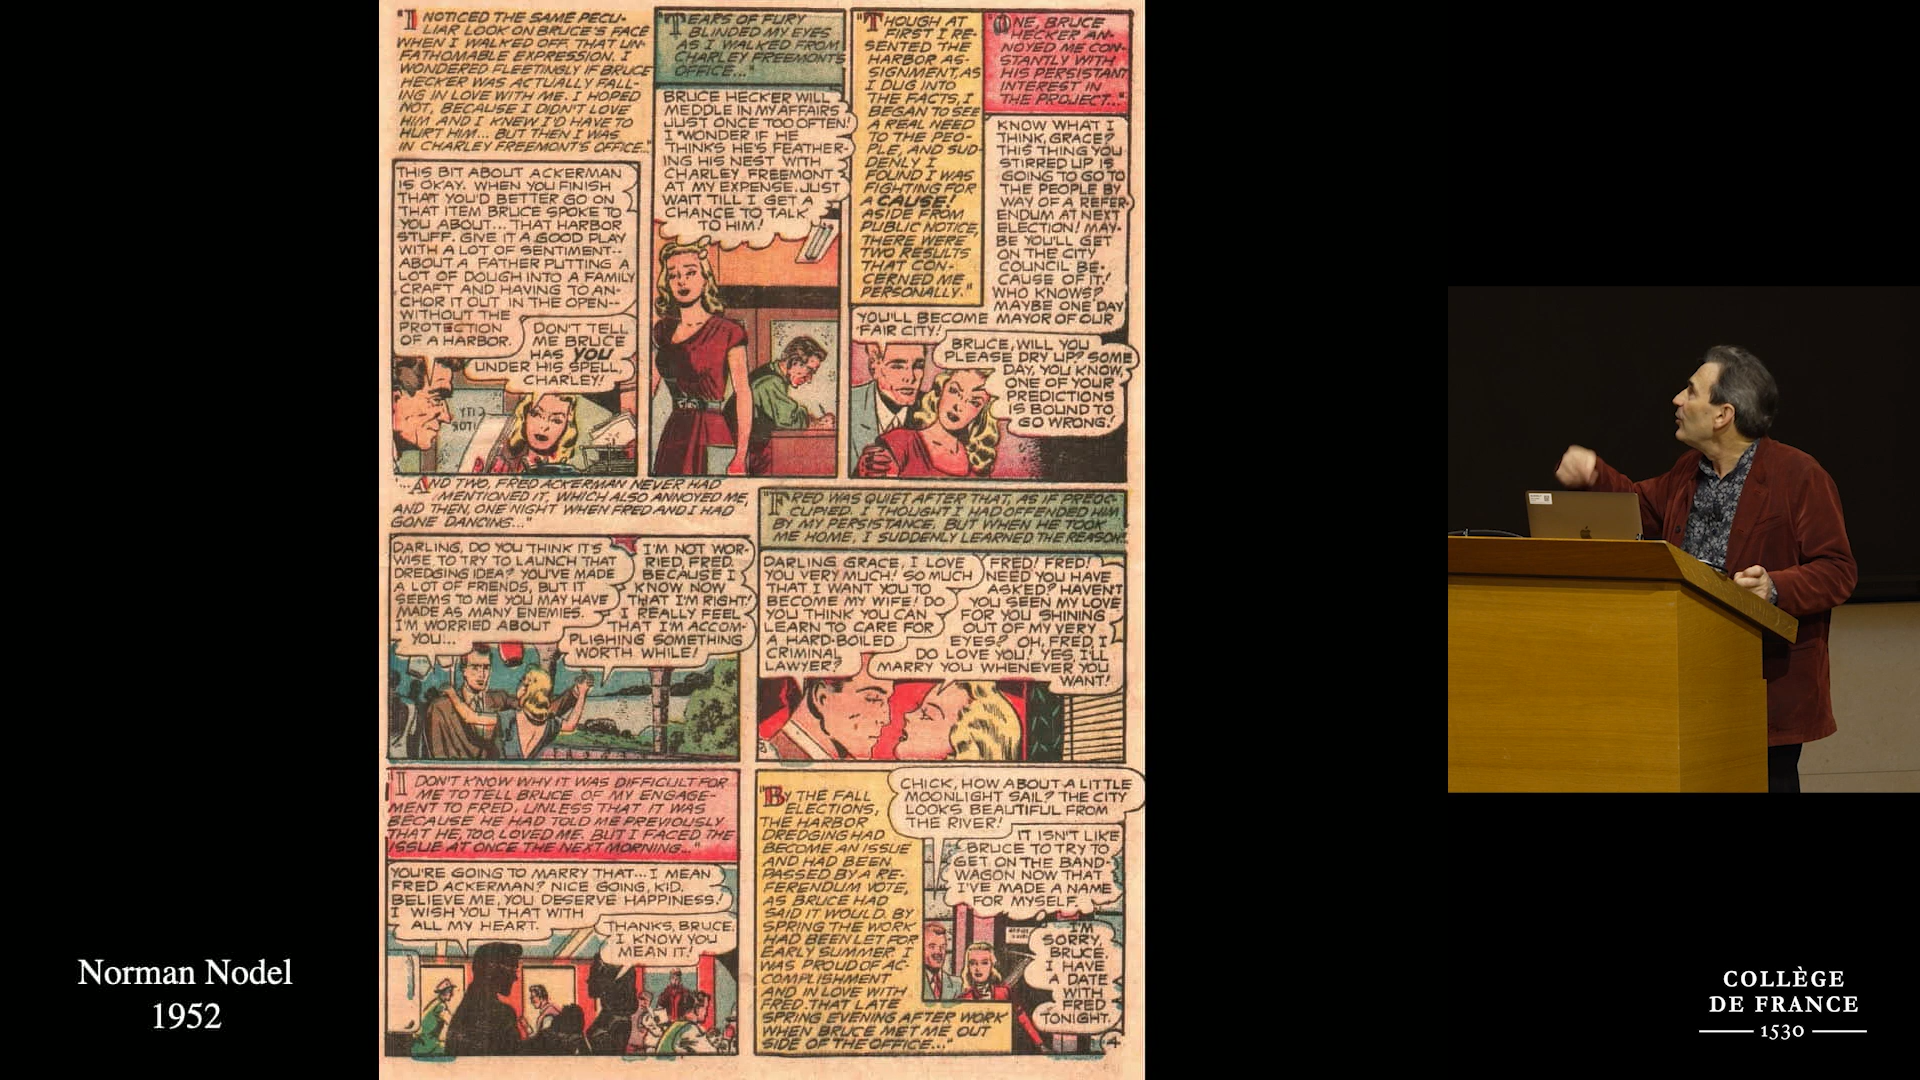 "I NOTICED THE SAME PECU-
LIAR LOOK ON BRUCE'S FACE
WHEN I WALKED OFF, THAT UN-
FATHOMABLE EXPRESSION. I
WONDERED FLEETINGLY IF BRUCE
HECKER WAS ACTUALLY FALL-
ING IN LOVE WITH ME. I HOPED
NOT, BECAUSE I DIDN'T LOVE
HIM AND I KNEW I'D HAVE TO
HURT HIM... BUT THEN I WAS
IN CHARLEY FREEMONT'S OFFICE."
THIS BIT ABOUT ACKERMAN
IS OKAY. WHEN YOU FINISH
THAT YOU'D BETTER GO ON
THAT ITEM BRUCE SPOKE TO
YOU ABOUT... THAT HARBOR
STUFF. GIVE IT A GOOD PLAY
WITH A LOT OF SENTIMENT--
ABOUT A FATHER PUTTING A
LOT OF DOUGH INTO A FAMILY
CRAFT AND HAVING TO AN-
CHOR IT OUT IN THE OPEN--
WITHOUT THE
PROTECTION
OF A HARBOR.
DON'T TELL
ME BRUCE
HAS YOU
UNDER HIS SPELL,
CHARLEY!
"TEARS OF FURY
BLINDED MY EYES
AS I WALKED FROM
CHARLEY FREEMONTS
OFFICE..."
BRUCE HECKER WILL
MEDDLE IN MY AFFAIRS
JUST ONCE TOO OFTEN!
I WONDER IF HE
THINKS HE'S FEATHER-
ING HIS NEST WITH
CHARLEY FREEMONT
AT MY EXPENSE. JUST
WAIT TILL I GET A
CHANCE TO TALK
TO HIM!
"THOUGH AT
FIRST I RE-
SENTED THE
HARBOR AS-
SIGNMENT, AS
I DUG INTO
THE FACTS, I
BEGAN TO SEE
A REAL NEED
TO THE PEO-
PLE, AND SUD-
DENLY I
FOUND I WAS
FIGHTING FOR
A CAUSE!
ASIDE FROM
PUBLIC NOTICE,
THERE WERE
TWO RESULTS
THAT CON-
CERNED ME
PERSONALLY."
"ONE, BRUCE
HECKER AN-
NOYED ME CON-
STANTLY WITH
HIS PERSISTANT
INTEREST IN
THE PROJECT..."
KNOW WHAT I
THINK, GRACE?
THIS THING YOU
STIRRED UP IS
GOING TO GO TO
THE PEOPLE BY
WAY OF A REFER-
ENDUM AT NEXT
ELECTION! MAY-
BE YOU'LL GET
ON THE CITY
COUNCIL BE-
CAUSE OF IT!
WHO KNOWS?
MAYBE ONE DAY
YOU'LL BECOME MAYOR OF OUR
FAIR CITY!
BRUCE, WILL YOU
PLEASE DRY UP? SOME
DAY, YOU KNOW,
ONE OF YOUR
PREDICTIONS
IS BOUND TO
GO WRONG!
"...AND TWO, FRED ACKERMAN NEVER HAD
MENTIONED IT, WHICH ALSO ANNOYED ME,
AND THEN, ONE NIGHT WHEN FRED AND I HAD
GONE DANCING..."
DARLING, DO YOU THINK IT'S
WISE TO TRY TO LAUNCH THAT
DREDGING IDEA? YOU'VE MADE
A LOT OF FRIENDS, BUT IT
SEEMS TO ME YOU MAY HAVE
MADE AS MANY ENEMIES.
I'M WORRIED ABOUT
YOU...
I'M NOT WOR-
RIED, FRED.
BECAUSE I
KNOW NOW
THAT I'M RIGHT!
I REALLY FEEL
THAT I'M ACCOM-
PLISHING SOMETHING
WORTH WHILE!
"FRED WAS QUIET AFTER THAT, AS IF PREOC-
CUPIED. I THOUGHT I HAD OFFENDED HIM
BY MY PERSISTANCE, BUT WHEN HE TOOK
ME HOME, I SUDDENLY LEARNED THE REASON!
DARLING GRACE, I LOVE
YOU VERY MUCH! SO MUCH
THAT I WANT YOU TO
BECOME MY WIFE! DO
YOU THINK YOU CAN
LEARN TO CARE FOR
A HARD-BOILED
CRIMINAL
LAWYER?
FRED! FRED!
NEED YOU HAVE
ASKED? HAVEN'T
YOU SEEN MY LOVE
FOR YOU SHINING
OUT OF MY VERY
EYES? OH, FRED, I
DO LOVE YOU! YES, I'LL
MARRY YOU WHENEVER YOU
WANT!
"I DON'T KNOW WHY IT WAS DIFFICULT FOR
ME TO TELL BRUCE OF MY ENGAGE-
MENT TO FRED, UNLESS THAT IT WAS
BECAUSE HE HAD TOLD ME PREVIOUSLY
THAT HE, TOO, LOVED ME. BUT I FACED THE
ISSUE AT ONCE THE NEXT MORNING..."
YOU'RE GOING TO MARRY THAT... I MEAN
FRED ACKERMAN? NICE GOING, KID.
BELIEVE ME, YOU DESERVE HAPPINESS!
I WISH YOU THAT WITH
ALL MY HEART.
THANKS, BRUCE.
I KNOW YOU
MEAN IT!
"BY THE FALL
ELECTIONS,
THE HARBOR
DREDGING HAD
BECOME AN ISSUE
AND HAD BEEN
PASSED BY A RE-
FERENDUM VOTE,
AS BRUCE HAD
SAID IT WOULD. BY
SPRING THE WORK
HAD BEEN LET FOR
EARLY SUMMER. I
WAS PROUD OF AC-
COMPLISHMENT
AND IN LOVE WITH
FRED. THAT LATE
SPRING EVENING AFTER WORK
WHEN BRUCE MET ME OUT
SIDE OF THE OFFICE..."
CHICK, HOW ABOUT A LITTLE
MOONLIGHT SAIL? THE CITY
LOOKS BEAUTIFUL FROM
THE RIVER!
IT ISN'T LIKE
BRUCE TO TRY TO
GET ON THE BAND-
WAGON NOW THAT
I'VE MADE A NAME
FOR MYSELF.
I'M
SORRY,
BRUCE,
I HAVE
A DATE
WITH
FRED
TONIGHT.
4
Norman Nodel
1952
COLLÈGE
DE FRANCE
1530